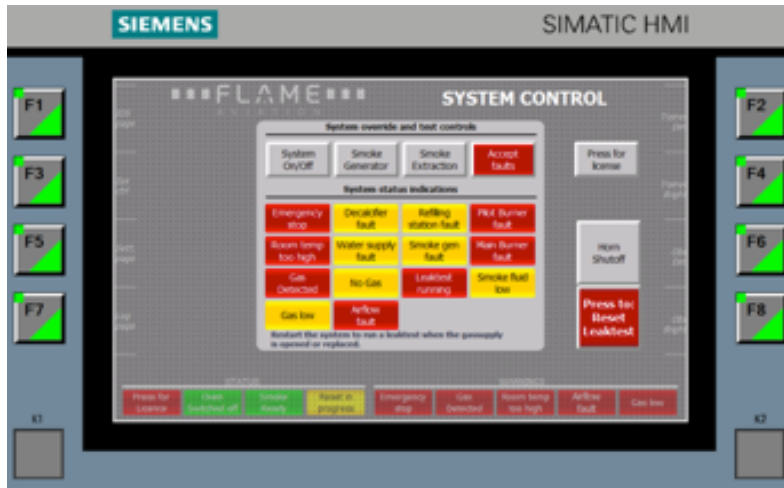 SIEMENS
SIMATIC HMI
FLAME
AVIATION
SYSTEM CONTROL
F1
F2
F3
F4
F5
F6
F7
F8
System override and test controls
System On/Off
Smoke Generator
Smoke Extraction
Accept faults
Press for license
System status indications
Emergency stop
Decalcifier fault
Refilling station fault
Pilot Burner fault
Room temp too high
Water supply fault
Smoke gen fault
Main Burner fault
Horn Shutoff
Gas Detected
No Gas
Leaktest running
Smoke fluid low
Gas low
Airflow fault
Press to: Reset Leaktest
Restart the system to run a leaktest when the gassupply
is opened or replaced.
STATUS
WARNINGS
Press for Licence
Switched off
Smoke Ready
Reset in progress
Emergency stop
Gas Detected
Room temp too high
Airflow fault
Gas low
K1
K2